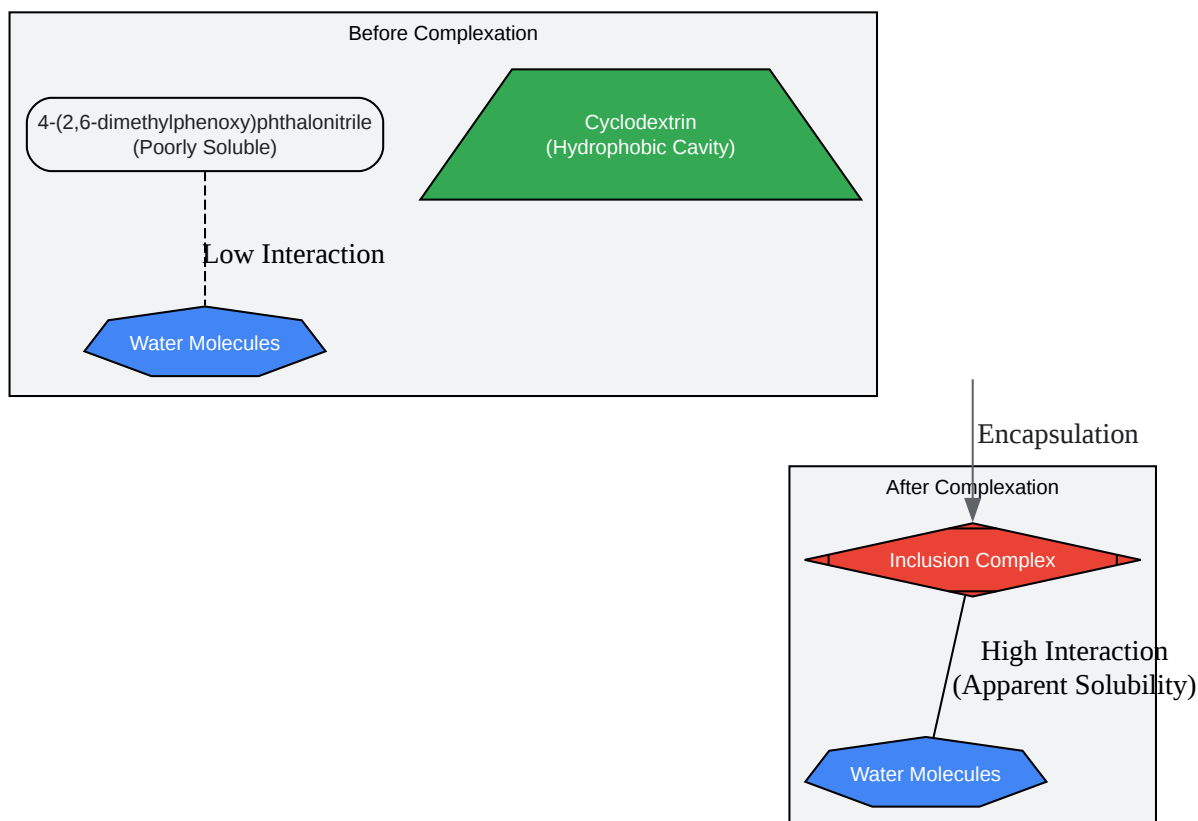 Before Complexation
4-(2,6-dimethylphenoxy)phthalonitrile
(Poorly Soluble)
Cyclodextrin
(Hydrophobic Cavity)
Low Interaction
Water Molecules
Encapsulation
After Complexation
Inclusion Complex
High Interaction
(Apparent Solubility)
Water Molecules